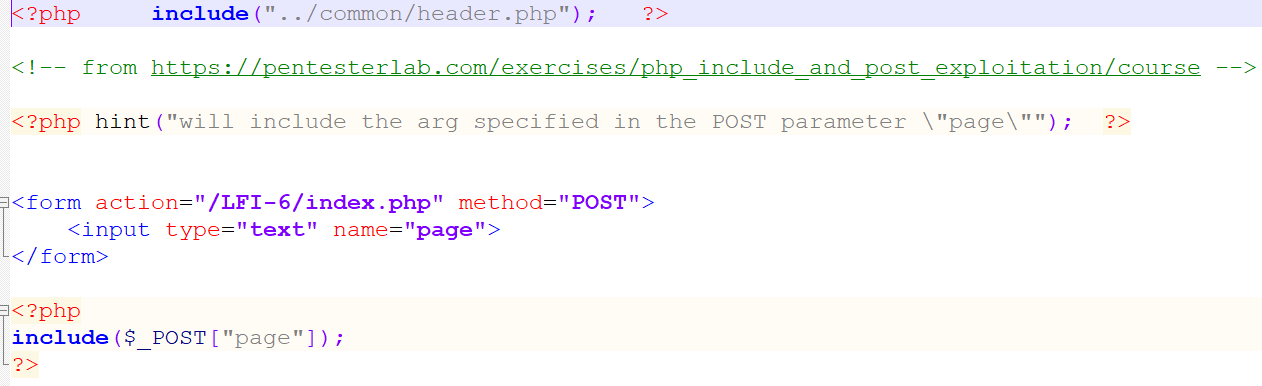 <?php     include("../common/header.php");   ?>
<!-- from https://pentesterlab.com/exercises/php_include_and_post_exploitation/course -->
<?php hint("will include the arg specified in the POST parameter \"page\"");  ?>
<form action="/LFI-6/index.php" method="POST">
    <input type="text" name="page">
</form>
<?php
include($_POST["page"]);
?>